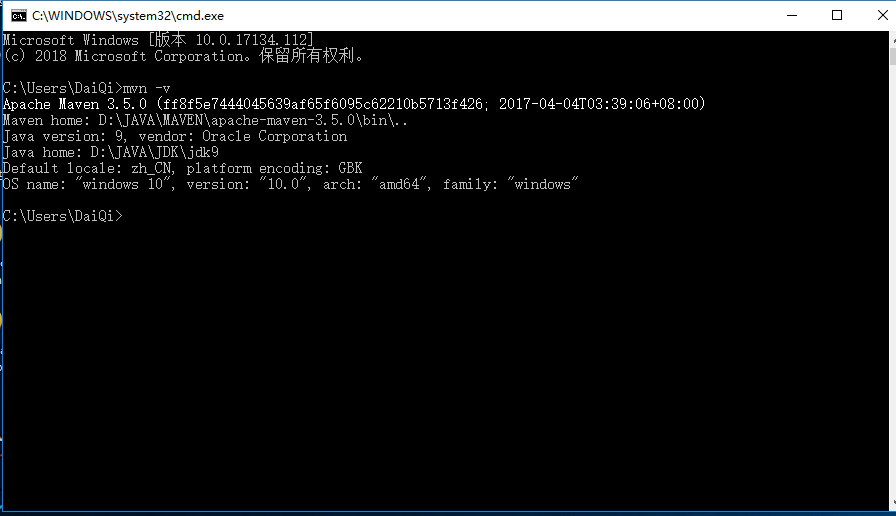 C:\WINDOWS\system32\cmd.exe
Microsoft Windows [版本 10.0.17134.112]
(c) 2018 Microsoft Corporation。保留所有权利。
C:\Users\DaiQi>mvn -v
Apache Maven 3.5.0 (ff8f5e7444045639af65f6095c62210b5713f426; 2017-04-04T03:39:06+08:00)
Maven home: D:\JAVA\MAVEN\apache-maven-3.5.0\bin\..
Java version: 9, vendor: Oracle Corporation
Java home: D:\JAVA\JDK\jdk9
Default locale: zh_CN, platform encoding: GBK
OS name: "windows 10", version: "10.0", arch: "amd64", family: "windows"
C:\Users\DaiQi>